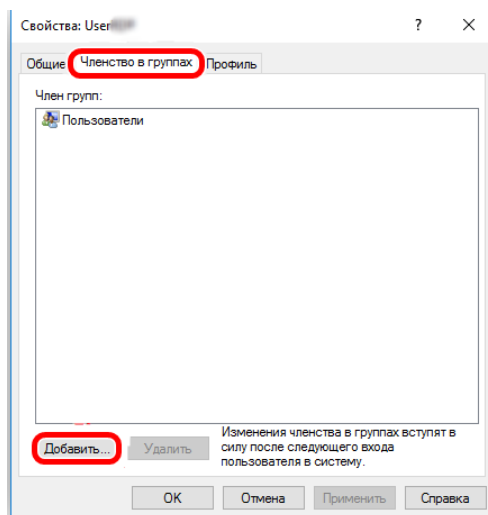 Свойства: User
? ×
Общие Членство в группах Профиль
Член групп:
Пользователи
Изменения членства в группах вступят в
силу после следующего входа
пользователя в систему.
Добавить... Удалить
OK Отмена Применить Справка